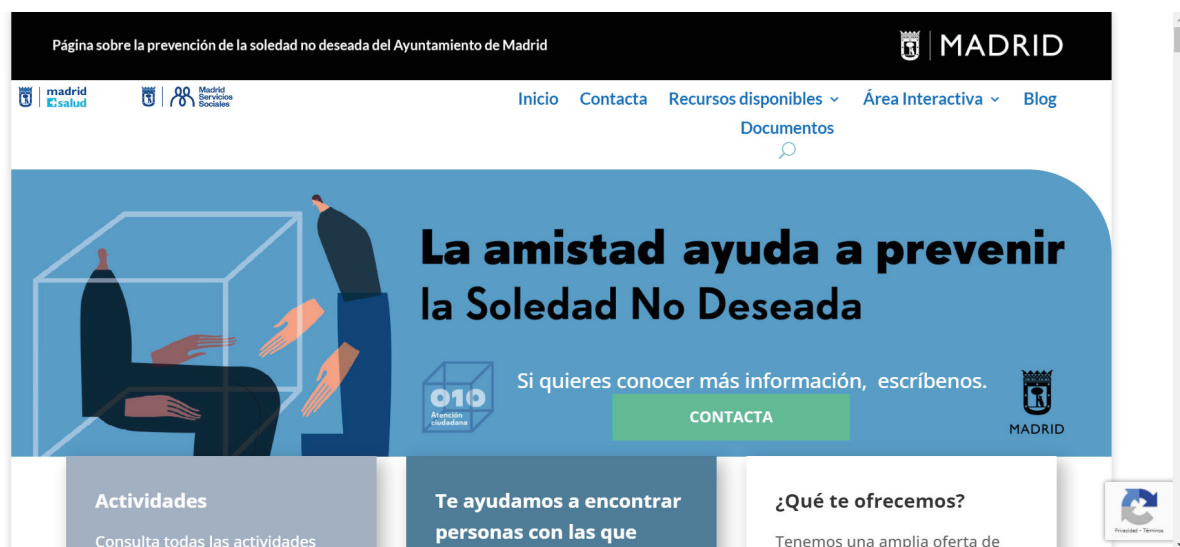 Página sobre la prevención de la soledad no deseada del Ayuntamiento de Madrid
MADRID
madrid
salud
Madrid
Servicios
Sociales
Inicio Contacta Recursos disponibles Área Interactiva Blog
Documentos
La amistad ayuda a prevenir
la Soledad No Deseada
Si quieres conocer más información, escríbenos.
010
Atención
ciudadana
CONTACTA
MADRID
Actividades
Consulta todas las actividades
Te ayudamos a encontrar
personas con las que
¿Qué te ofrecemos?
Tenemos una amplia oferta de
Privacidad - Términos